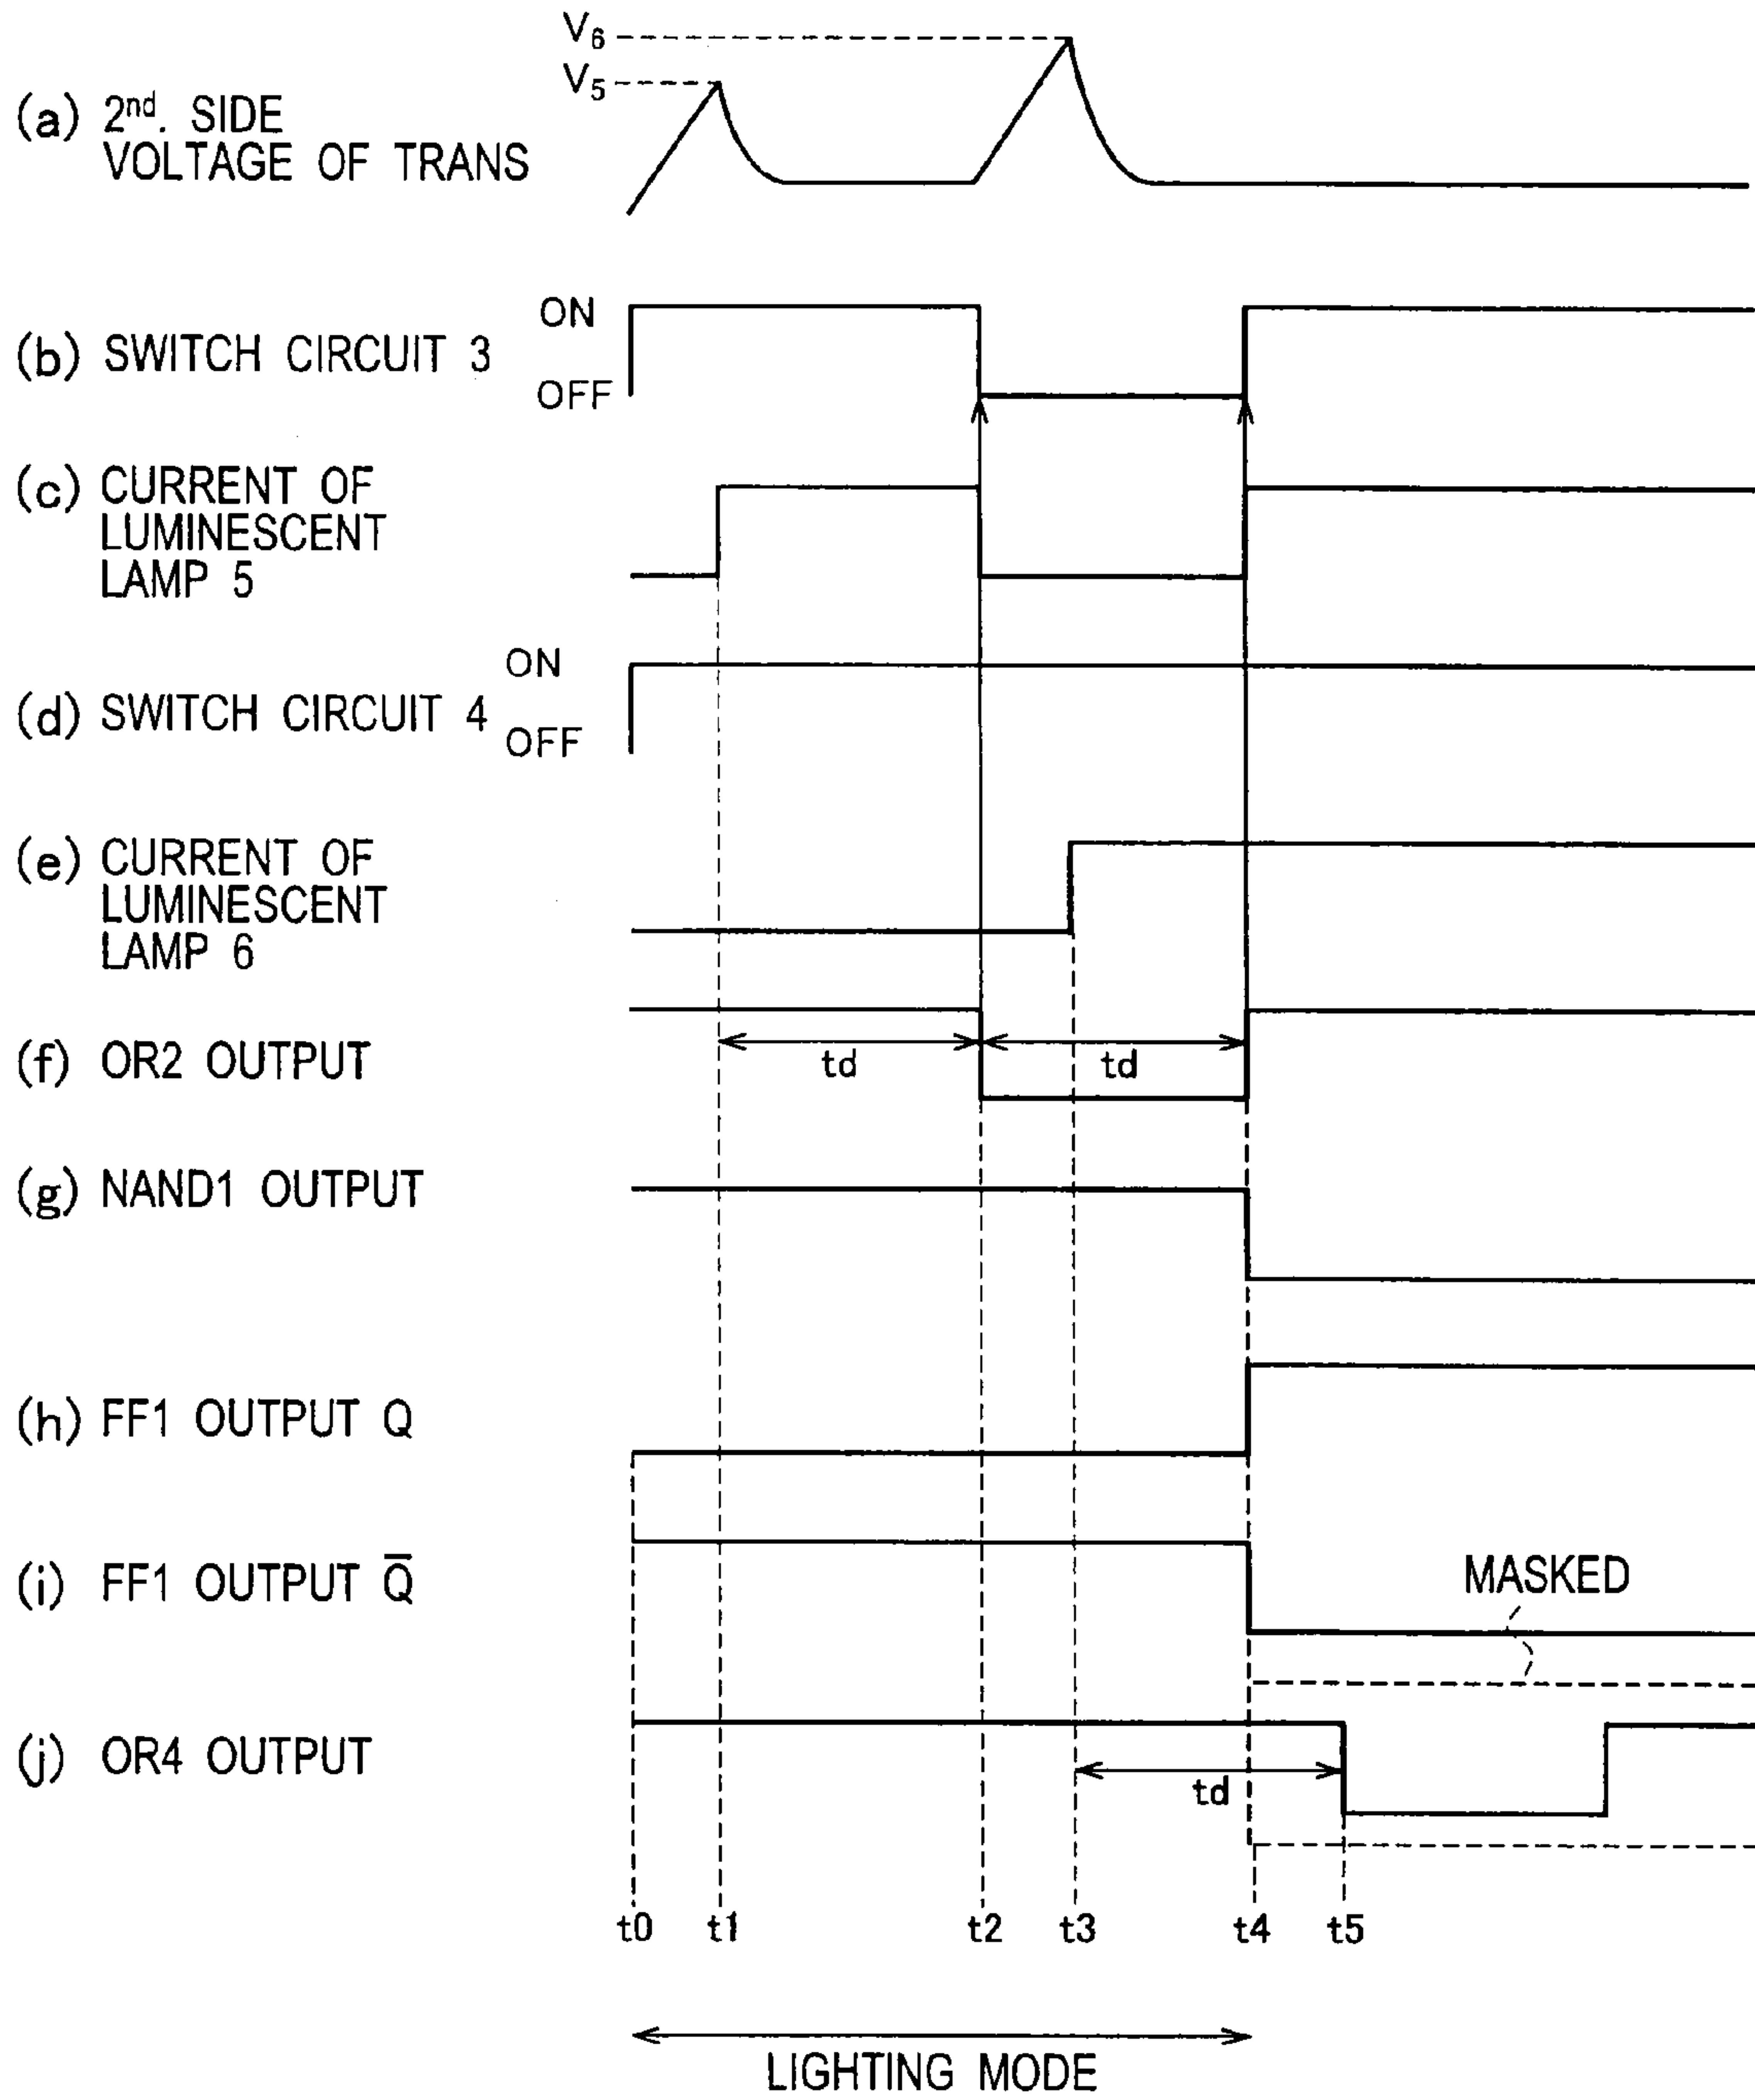 V6
V5
(a) 2nd. SIDE
VOLTAGE OF TRANS
ON
(b) SWITCH CIRCUIT 3
OFF
(c) CURRENT OF
LUMINESCENT
LAMP 5
ON
(d) SWITCH CIRCUIT 4
OFF
(e) CURRENT OF
LUMINESCENT
LAMP 6
(f) OR2 OUTPUT
td td
(g) NAND1 OUTPUT
(h) FF1 OUTPUT Q
(i) FF1 OUTPUT Q̅
MASKED
(j) OR4 OUTPUT
td
t0 t1 t2 t3 t4 t5
LIGHTING MODE